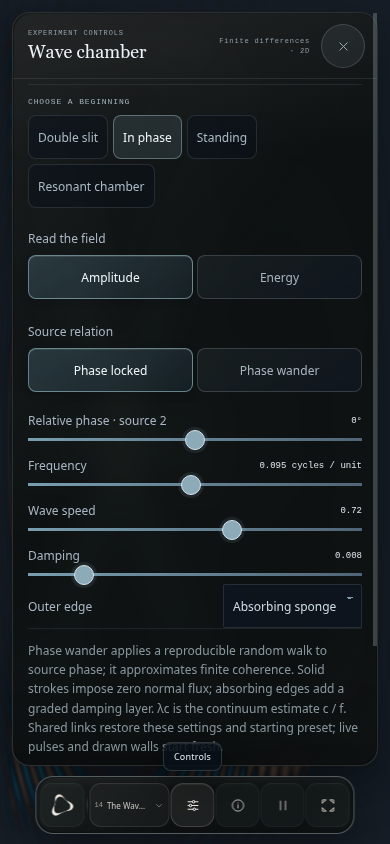 EXPERIMENT CONTROLS
Wave chamber
Finite differences
· 2D
CHOOSE A BEGINNING
Double slit
In phase
Standing
Resonant chamber
Read the field
Amplitude
Energy
Source relation
Phase locked
Phase wander
Relative phase · source 2
0°
Frequency
0.095 cycles / unit
Wave speed
0.72
Damping
0.008
Outer edge
Absorbing sponge
Phase wander applies a reproducible random walk to
source phase; it approximates finite coherence. Solid
strokes impose zero normal flux; absorbing edges add a
graded damping layer. λc is the continuum estimate c / f.
Shared links restore these settings and starting preset; live
pulses and drawn walls start fresh.
Controls
14 The Wav...